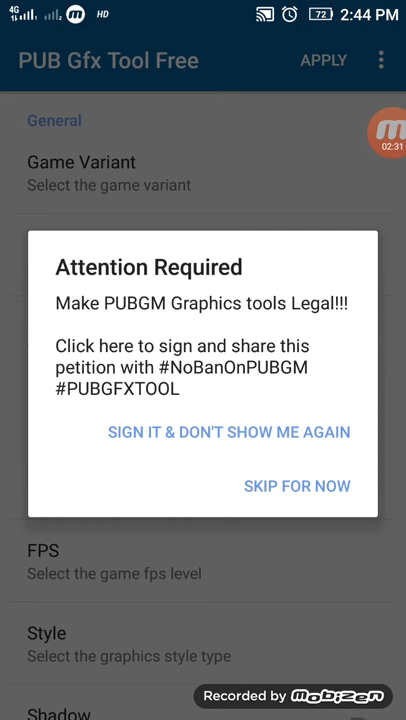 4G
HD
72
2:44 PM
PUB Gfx Tool Free
APPLY
02:31
General
Game Variant
Select the game variant
Attention Required
Make PUBGM Graphics tools Legal!!!
Click here to sign and share this
petition with #NoBanOnPUBGM
#PUBGFXTOOL
SIGN IT & DON'T SHOW ME AGAIN
SKIP FOR NOW
FPS
Select the game fps level
Style
Select the graphics style type
Shadow
Recorded by mobizen